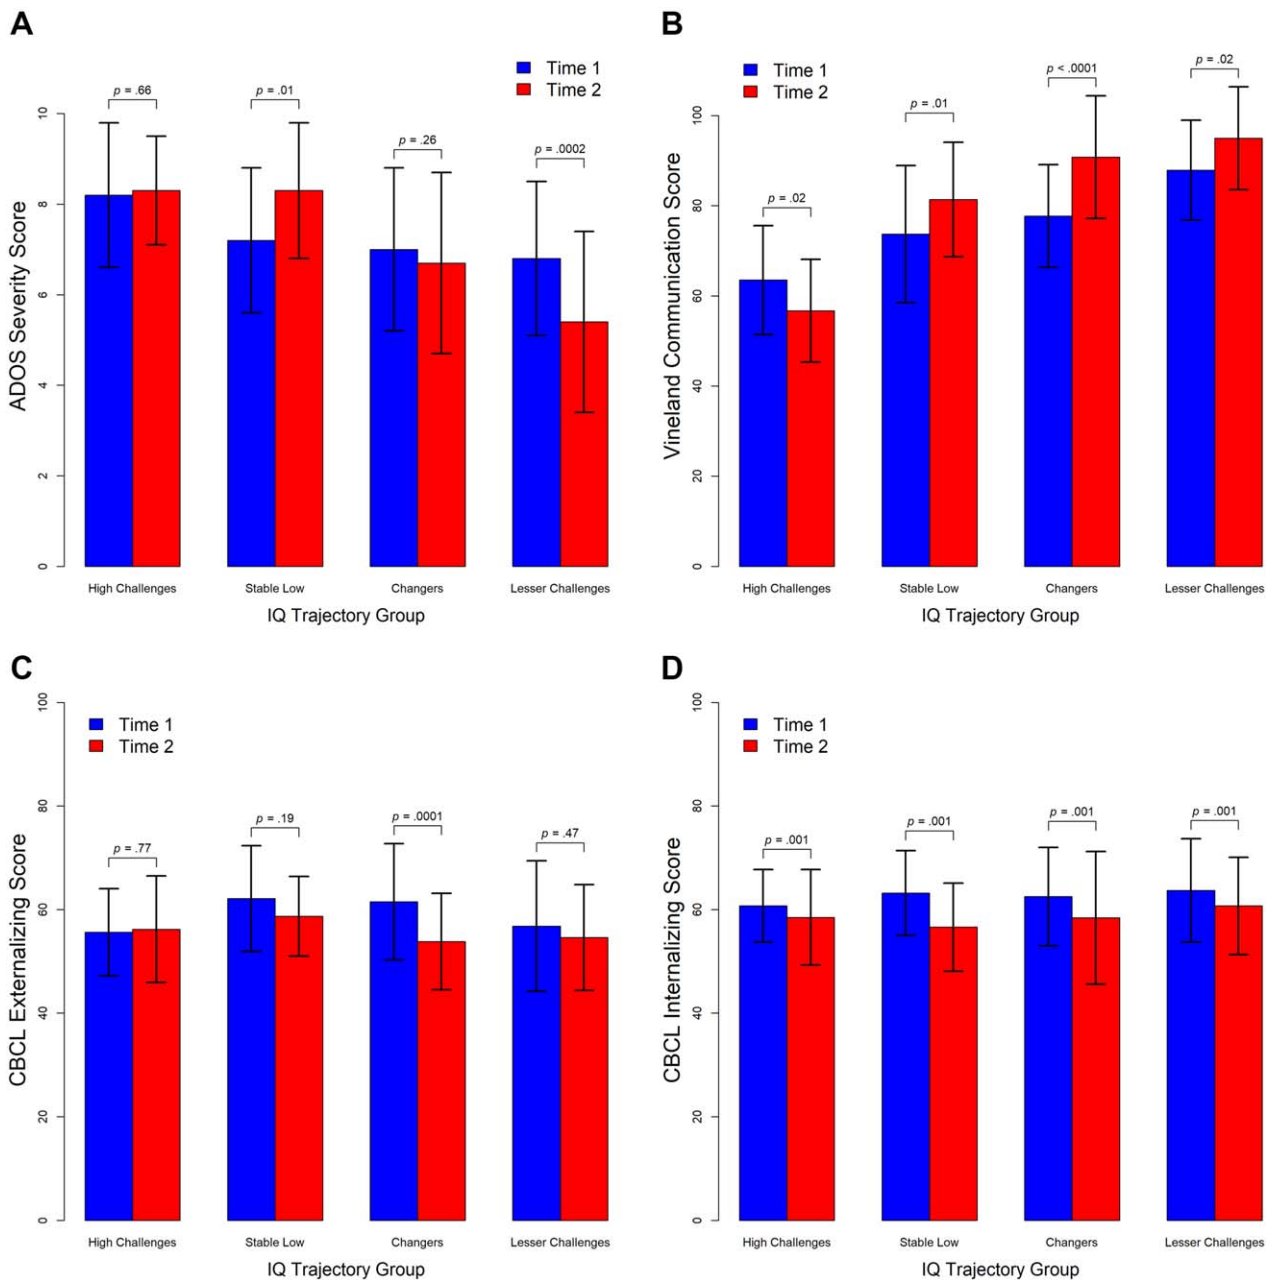 A
Time 1
Time 2
p = .66
p = .01
p = .26
p = .0002
ADOS Severity Score
10
8
6
4
2
0
High Challenges Stable Low Changers Lesser Challenges
IQ Trajectory Group
B
Time 1
Time 2
p = .02
p = .01
p < .0001
p = .02
Vineland Communication Score
100
80
60
40
20
0
High Challenges Stable Low Changers Lesser Challenges
IQ Trajectory Group
C
Time 1
Time 2
p = .77
p = .19
p = .0001
p = .47
CBCL Externalizing Score
100
80
60
40
20
0
High Challenges Stable Low Changers Lesser Challenges
IQ Trajectory Group
D
Time 1
Time 2
p = .001
p = .001
p = .001
p = .001
CBCL Internalizing Score
100
80
60
40
20
0
High Challenges Stable Low Changers Lesser Challenges
IQ Trajectory Group